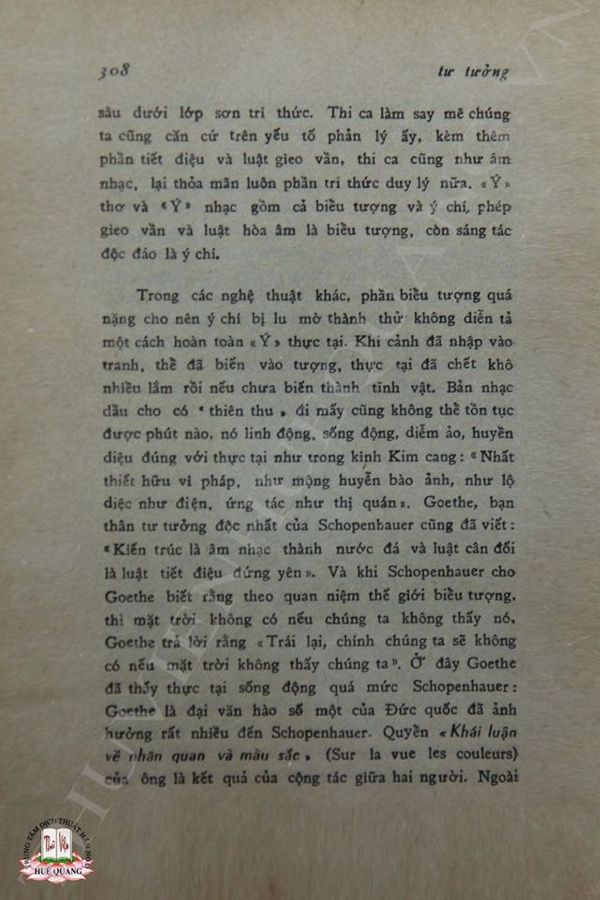 308 tư tưởng
sâu dưới lớp sơn tri thức. Thi ca làm say mê chúng
ta cũng căn cứ trên yếu tố phản lý ấy, kèm thêm
phần tiết điệu và luật gieo vần, thi ca cũng như âm
nhạc, lại thỏa mãn luôn phần tri thức duy lý nữa. «Ý»
thơ và «Ý» nhạc gồm cả biểu tượng và ý chí, phép
gieo vần và luật hòa âm là biểu tượng, còn sáng tác
độc đáo là ý chí.
Trong các nghệ thuật khác, phần biểu tượng quá
nặng cho nên ý chí bị lu mờ thành thử không diễn tả
một cách hoàn toàn «Ý» thực tại. Khi cảnh đã nhập vào
tranh, thể đã biến vào tượng, thực tại đã chết khô
nhiều lắm rồi nếu chưa biến thành tĩnh vật. Bản nhạc
dầu cho có «thiên thu» đi mấy cũng không thể tồn tục
được phút nào, nó linh động, sống động, diễm ảo, huyền
diệu đúng với thực tại như trong kinh Kim cang: «Nhất
thiết hữu vi pháp, như mộng huyễn bào ảnh, như lộ
diệc như điện, ứng tác như thị quán». Goethe, bạn
thân tư tưởng độc nhất của Schopenhauer cũng đã viết:
«Kiến trúc là âm nhạc thành nước đá và luật cân đối
là luật tiết điệu đứng yên». Và khi Schopenhauer cho
Goethe biết rằng theo quan niệm thế giới biểu tượng,
thì mặt trời không có nếu chúng ta không thấy nó,
Goethe trả lời rằng «Trái lại, chính chúng ta sẽ không
có nếu mặt trời không thấy chúng ta». Ở đây Goethe
đã thấy thực tại sống động quá mức Schopenhauer:
Goethe là đại văn hào số một của Đức quốc đã ảnh
hưởng rất nhiều đến Schopenhauer. Quyển «Khái luận
về nhãn quan và màu sắc» (Sur la vue les couleurs)
của ông là kết quả của cộng tác giữa hai người. Ngoài
TRUNG TÂM DỊCH THUẬT HÁN NÔM
HUỆ QUANG